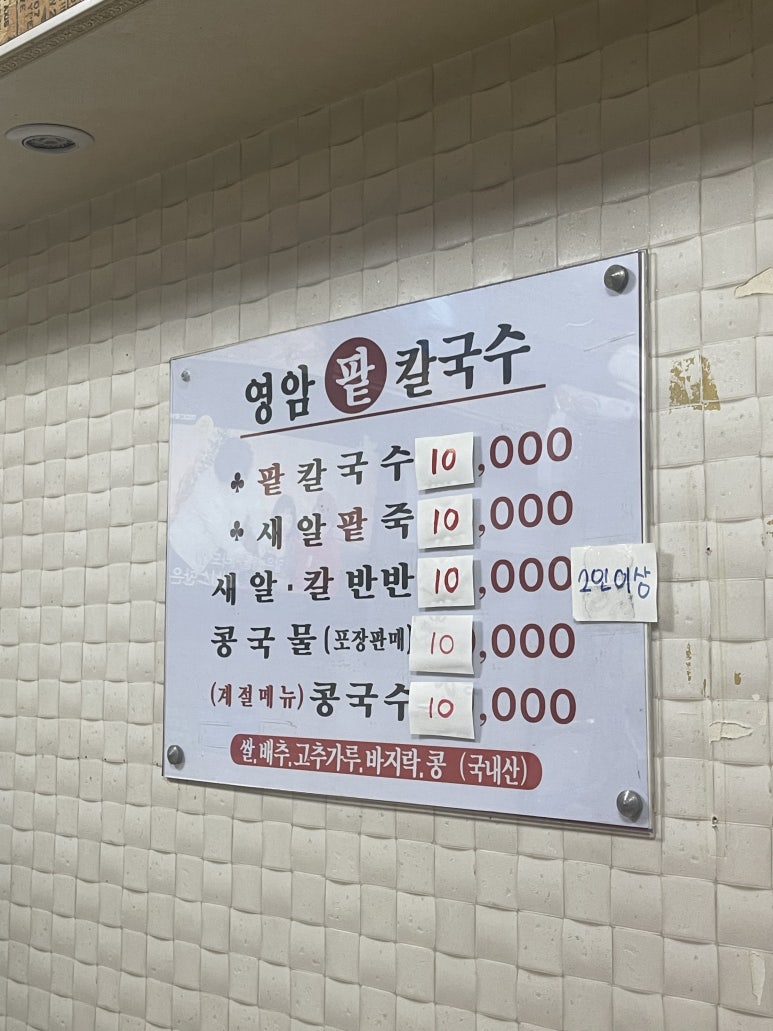 영암 팥 칼국수
♣ 팥칼국수 10,000
♣ 새알팥죽 10,000
새알·칼반반 10,000 2인이상
콩국물(포장판매) 10,000
(계절메뉴) 콩국수 10,000
쌀,배추,고추가루,바지락,콩 (국내산)